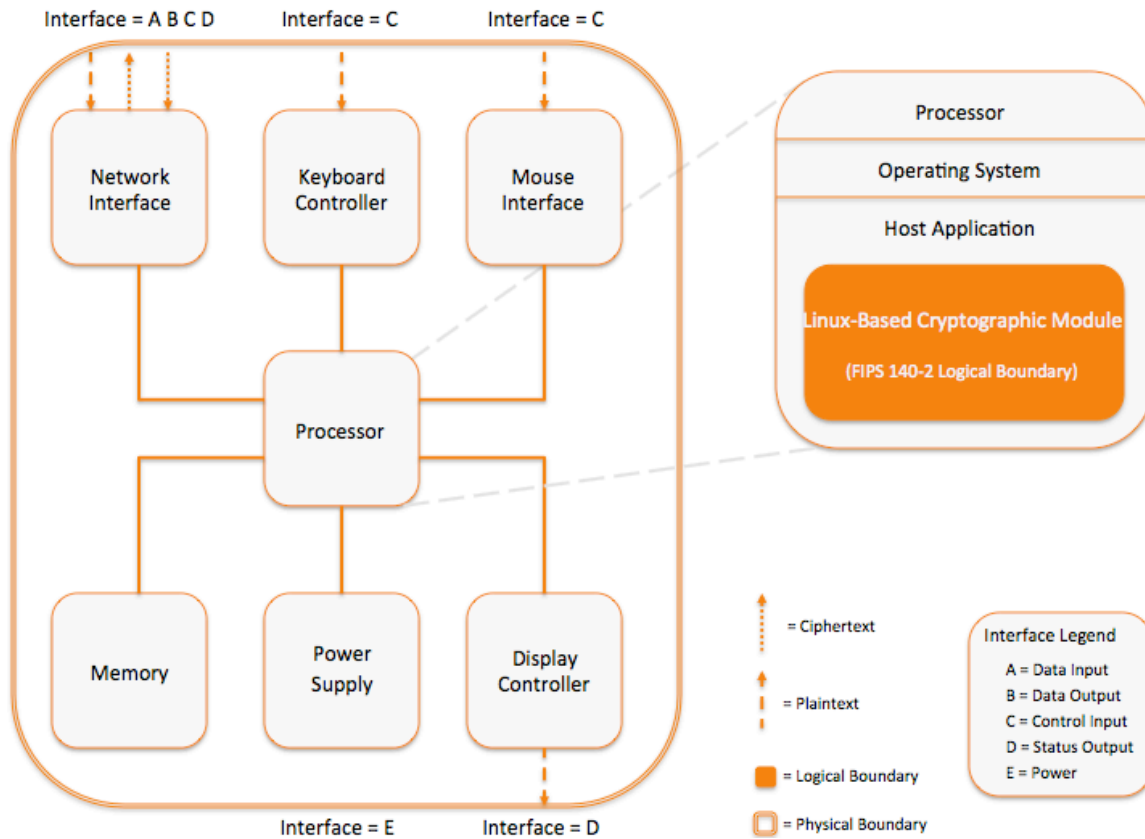 Interface = A B C D
Interface = C
Interface = C
Network
Interface
Keyboard
Controller
Mouse
Interface
Processor
Memory
Power
Supply
Display
Controller
Interface = E
Interface = D
Processor
Operating System
Host Application
Linux-Based Cryptographic Module
(FIPS 140-2 Logical Boundary)
= Ciphertext
= Plaintext
= Logical Boundary
= Physical Boundary
Interface Legend
A = Data Input
B = Data Output
C = Control Input
D = Status Output
E = Power